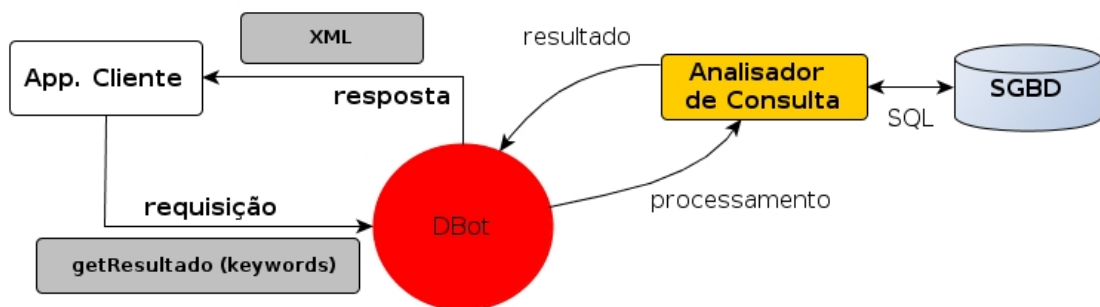 XML
resultado
App. Cliente
resposta
Analisador
de Consulta
SGBD
SQL
requisição
processamento
DBot
getResultado (keywords)